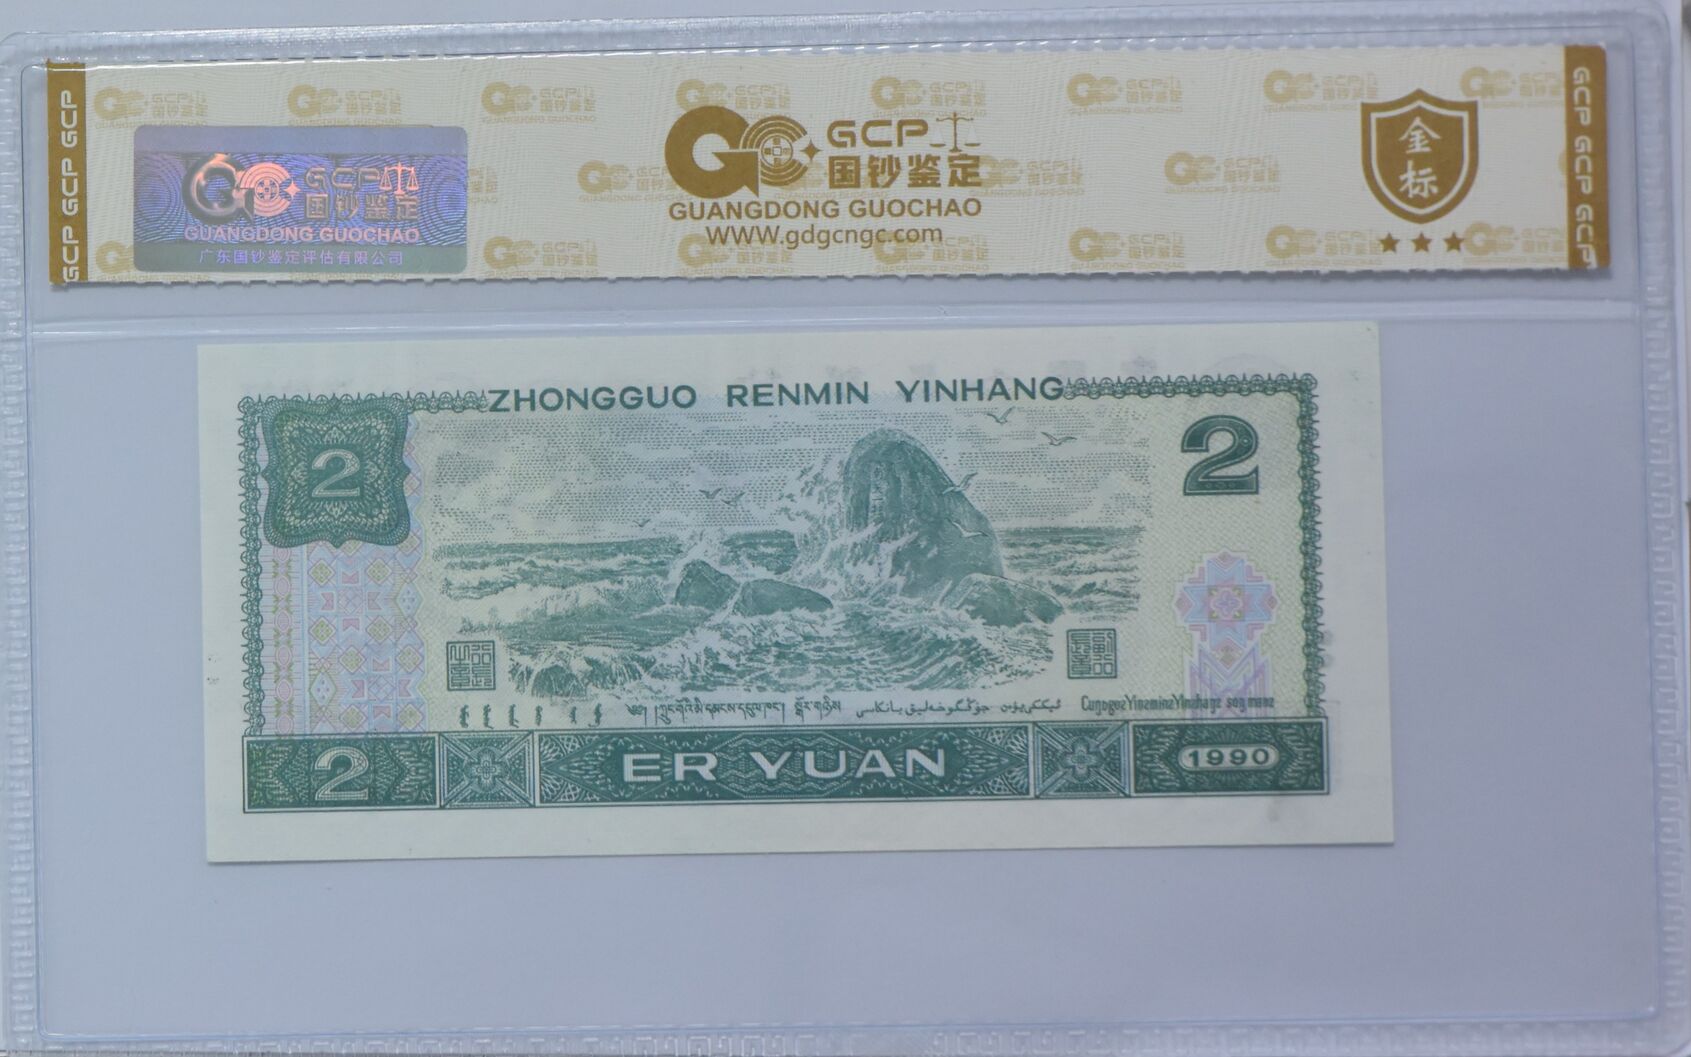 GCP GCP GCP
GCP
国钞鉴定
GUANGDONG GUOCHAO
广东国钞鉴定评估有限公司
GCP
国钞鉴定
GUANGDONG GUOCHAO
WWW.gdgcngc.com
金
标
GCP GCP GCP
ZHONGGUO RENMIN YINHANG
2
2
2
ER YUAN
1990